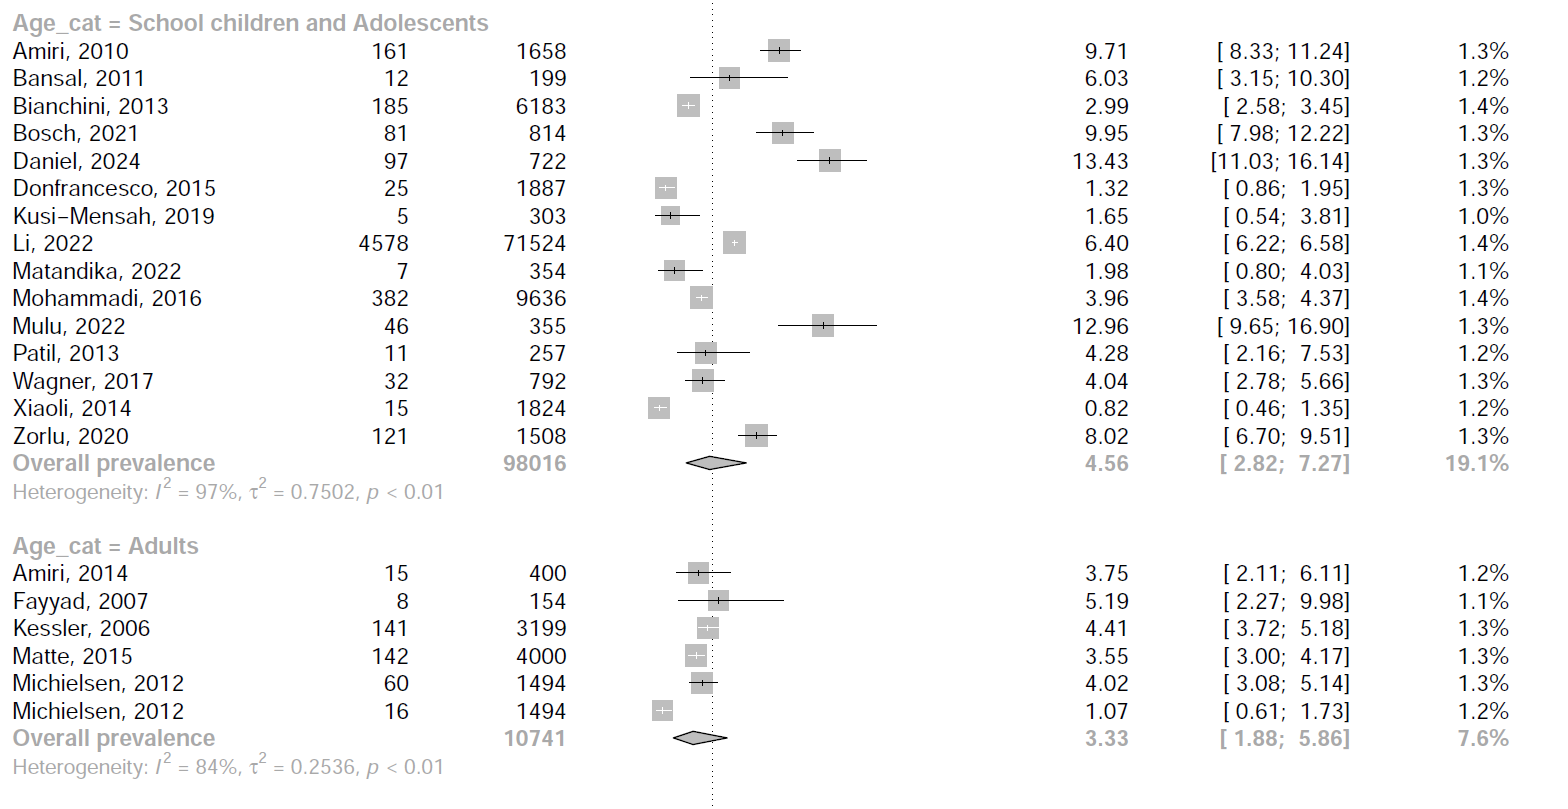 Age_cat = School children and Adolescents
Amiri, 2010 161 1658 9.71 [ 8.33; 11.24] 1.3%
Bansal, 2011 12 199 6.03 [ 3.15; 10.30] 1.2%
Bianchini, 2013 185 6183 2.99 [ 2.58; 3.45] 1.4%
Bosch, 2021 81 814 9.95 [ 7.98; 12.22] 1.3%
Daniel, 2024 97 722 13.43 [11.03; 16.14] 1.3%
Donfrancesco, 2015 25 1887 1.32 [ 0.86; 1.95] 1.3%
Kusi−Mensah, 2019 5 303 1.65 [ 0.54; 3.81] 1.0%
Li, 2022 4578 71524 6.40 [ 6.22; 6.58] 1.4%
Matandika, 2022 7 354 1.98 [ 0.80; 4.03] 1.1%
Mohammadi, 2016 382 9636 3.96 [ 3.58; 4.37] 1.4%
Mulu, 2022 46 355 12.96 [ 9.65; 16.90] 1.3%
Patil, 2013 11 257 4.28 [ 2.16; 7.53] 1.2%
Wagner, 2017 32 792 4.04 [ 2.78; 5.66] 1.3%
Xiaoli, 2014 15 1824 0.82 [ 0.46; 1.35] 1.2%
Zorlu, 2020 121 1508 8.02 [ 6.70; 9.51] 1.3%
Overall prevalence 98016 4.56 [ 2.82; 7.27] 19.1%
Heterogeneity: I² = 97%, τ² = 0.7502, p < 0.01
Age_cat = Adults
Amiri, 2014 15 400 3.75 [ 2.11; 6.11] 1.2%
Fayyad, 2007 8 154 5.19 [ 2.27; 9.98] 1.1%
Kessler, 2006 141 3199 4.41 [ 3.72; 5.18] 1.3%
Matte, 2015 142 4000 3.55 [ 3.00; 4.17] 1.3%
Michielsen, 2012 60 1494 4.02 [ 3.08; 5.14] 1.3%
Michielsen, 2012 16 1494 1.07 [ 0.61; 1.73] 1.2%
Overall prevalence 10741 3.33 [ 1.88; 5.86] 7.6%
Heterogeneity: I² = 84%, τ² = 0.2536, p < 0.01